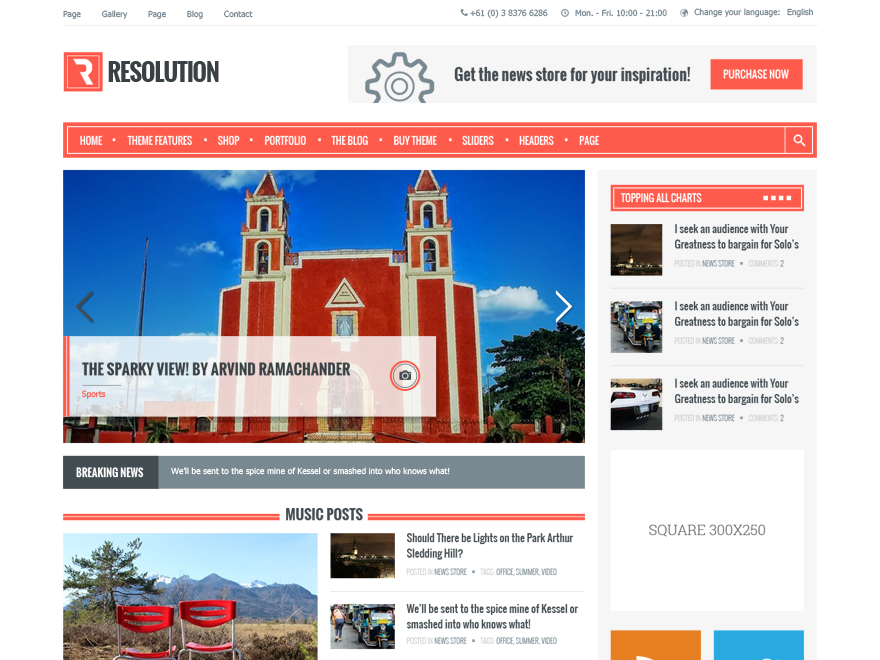 Page Gallery Page Blog Contact
+61 (0) 3 8376 6286 Mon. - Fri. 10:00 - 21:00 Change your language: English
RESOLUTION
Get the news store for your inspiration! PURCHASE NOW
HOME THEME FEATURES SHOP PORTFOLIO THE BLOG BUY THEME SLIDERS HEADERS PAGE
THE SPARKY VIEW! BY ARVIND RAMACHANDER
Sports
BREAKING NEWS We'll be sent to the spice mine of Kessel or smashed into who knows what!
MUSIC POSTS
Should There be Lights on the Park Arthur
Sledding Hill?
POSTED IN NEWS STORE TAGS OFFICE, SUMMER, VIDEO
We'll be sent to the spice mine of Kessel or
smashed into who knows what!
POSTED IN NEWS STORE TAGS OFFICE, SUMMER, VIDEO
TOPPING ALL CHARTS
I seek an audience with Your
Greatness to bargain for Solo's
POSTED IN NEWS STORE COMMENTS 2
I seek an audience with Your
Greatness to bargain for Solo's
POSTED IN NEWS STORE COMMENTS 2
I seek an audience with Your
Greatness to bargain for Solo's
POSTED IN NEWS STORE COMMENTS 2
SQUARE 300X250